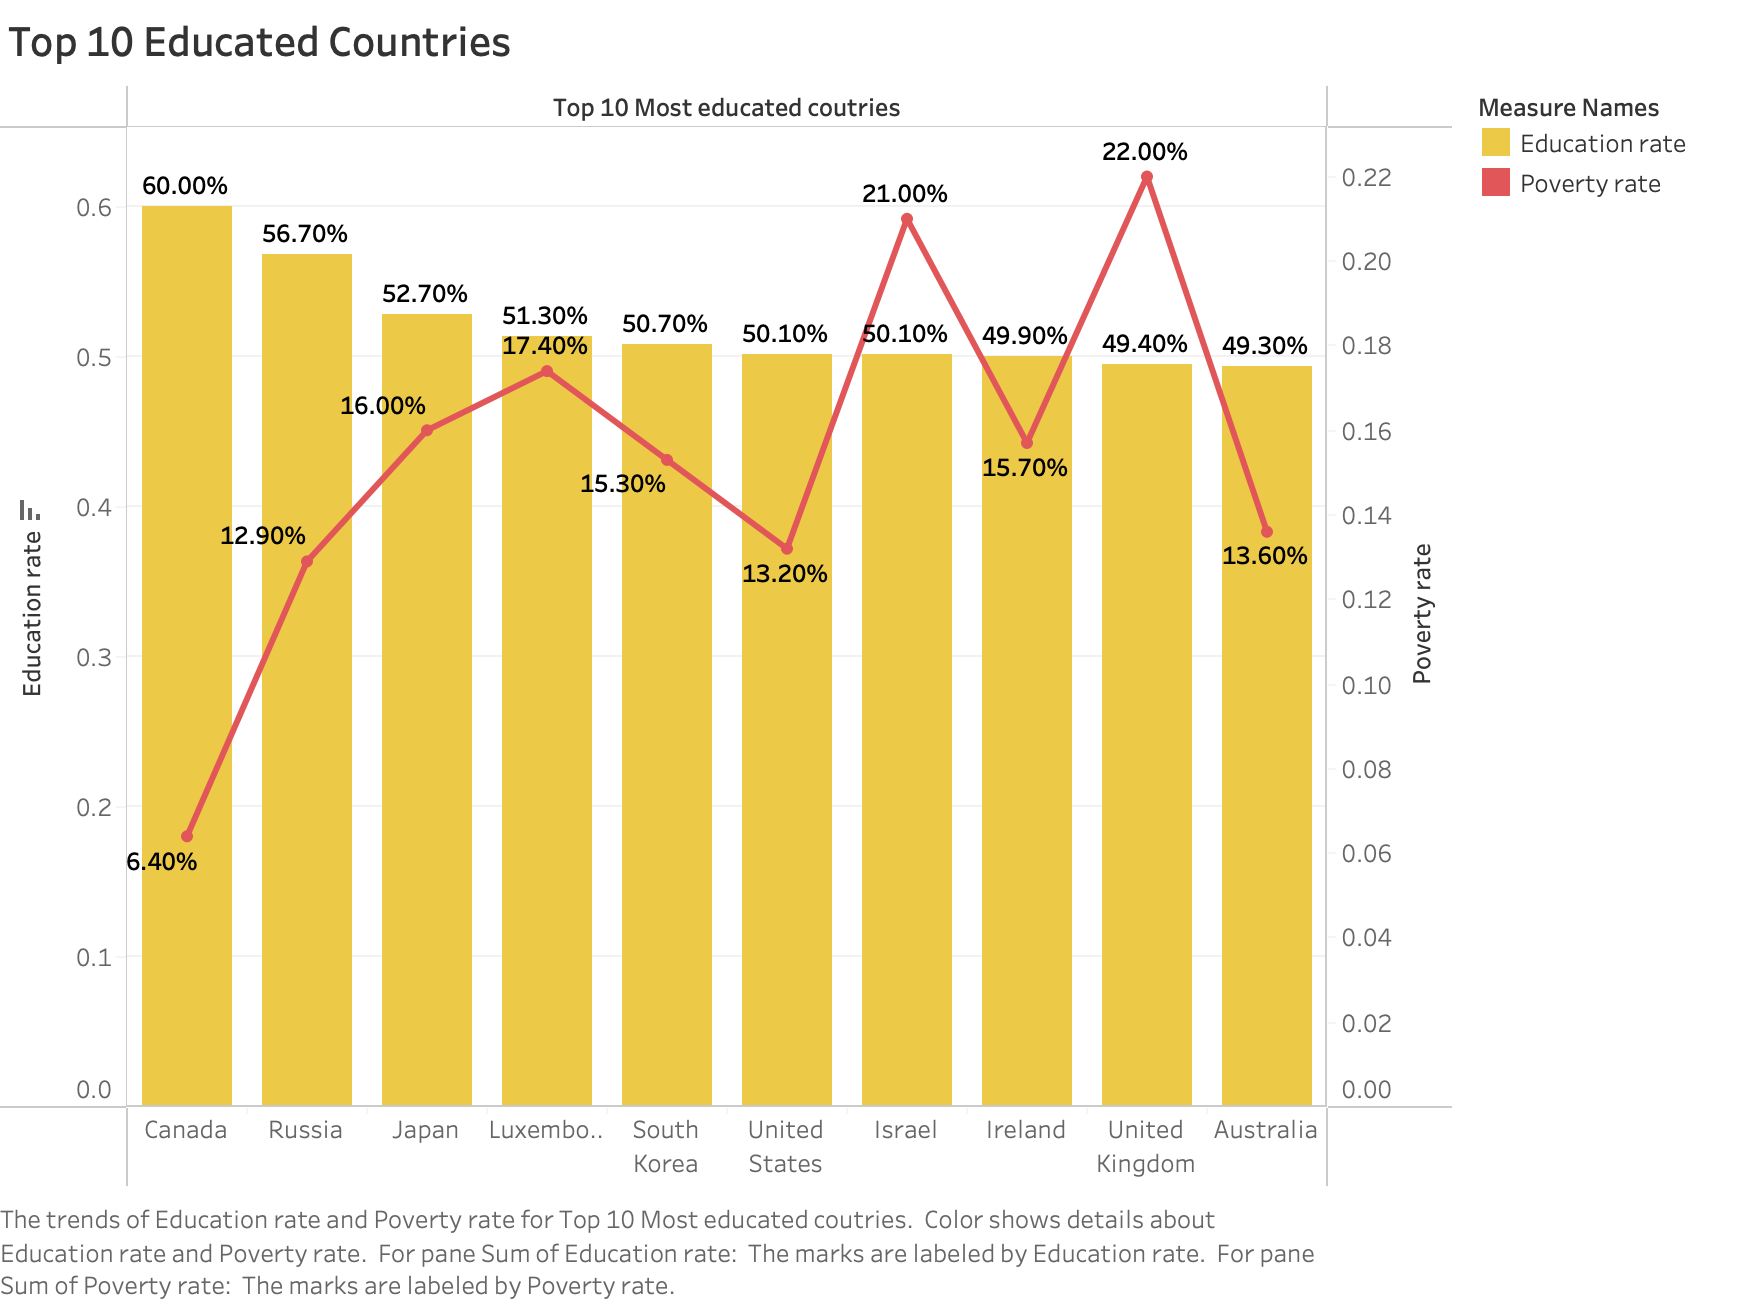 Top 10 Educated Countries
Top 10 Most educated coutries
Measure Names
Education rate
Poverty rate
60.00%
56.70%
52.70%
51.30%
50.70%
50.10%
50.10%
49.90%
49.40%
49.30%
6.40%
12.90%
16.00%
17.40%
15.30%
13.20%
21.00%
15.70%
22.00%
13.60%
Education rate
0.6
0.5
0.4
0.3
0.2
0.1
0.0
Poverty rate
0.22
0.20
0.18
0.16
0.14
0.12
0.10
0.08
0.06
0.04
0.02
0.00
Canada
Russia
Japan
Luxembo..
South
Korea
United
States
Israel
Ireland
United
Kingdom
Australia
The trends of Education rate and Poverty rate for Top 10 Most educated coutries.  Color shows details about
Education rate and Poverty rate.  For pane Sum of Education rate:  The marks are labeled by Education rate.  For pane
Sum of Poverty rate:  The marks are labeled by Poverty rate.